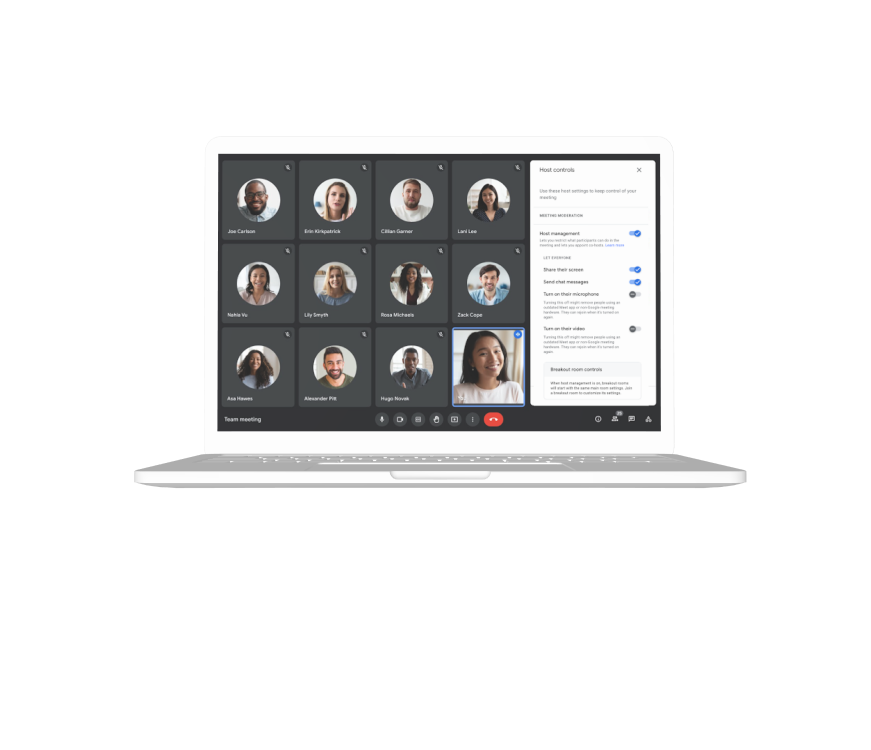 Joe Carlson
Erin Kirkpatrick
Cillian Garner
Lani Lee
Nahia Vu
Lily Smyth
Rosa Michaels
Zack Cope
Asa Hawes
Alexander Pitt
Hugo Novak
Team meeting
Host controls
Use these host settings to keep control of your
meeting
MEETING MODERATION
Host management
Lets you restrict what participants can do in the
meeting and lets you appoint co-hosts. Learn more
LET EVERYONE
Share their screen
Send chat messages
Turn on their microphone
Turning this off might remove people using an
outdated Meet app or non-Google meeting
hardware. They can rejoin when it's turned on
again.
Turn on their video
Turning this off might remove people using an
outdated Meet app or non-Google meeting
hardware. They can rejoin when it's turned on
again.
Breakout room controls
When host management is on, breakout rooms
will start with the same main room settings. Join
a breakout room to customize its settings.